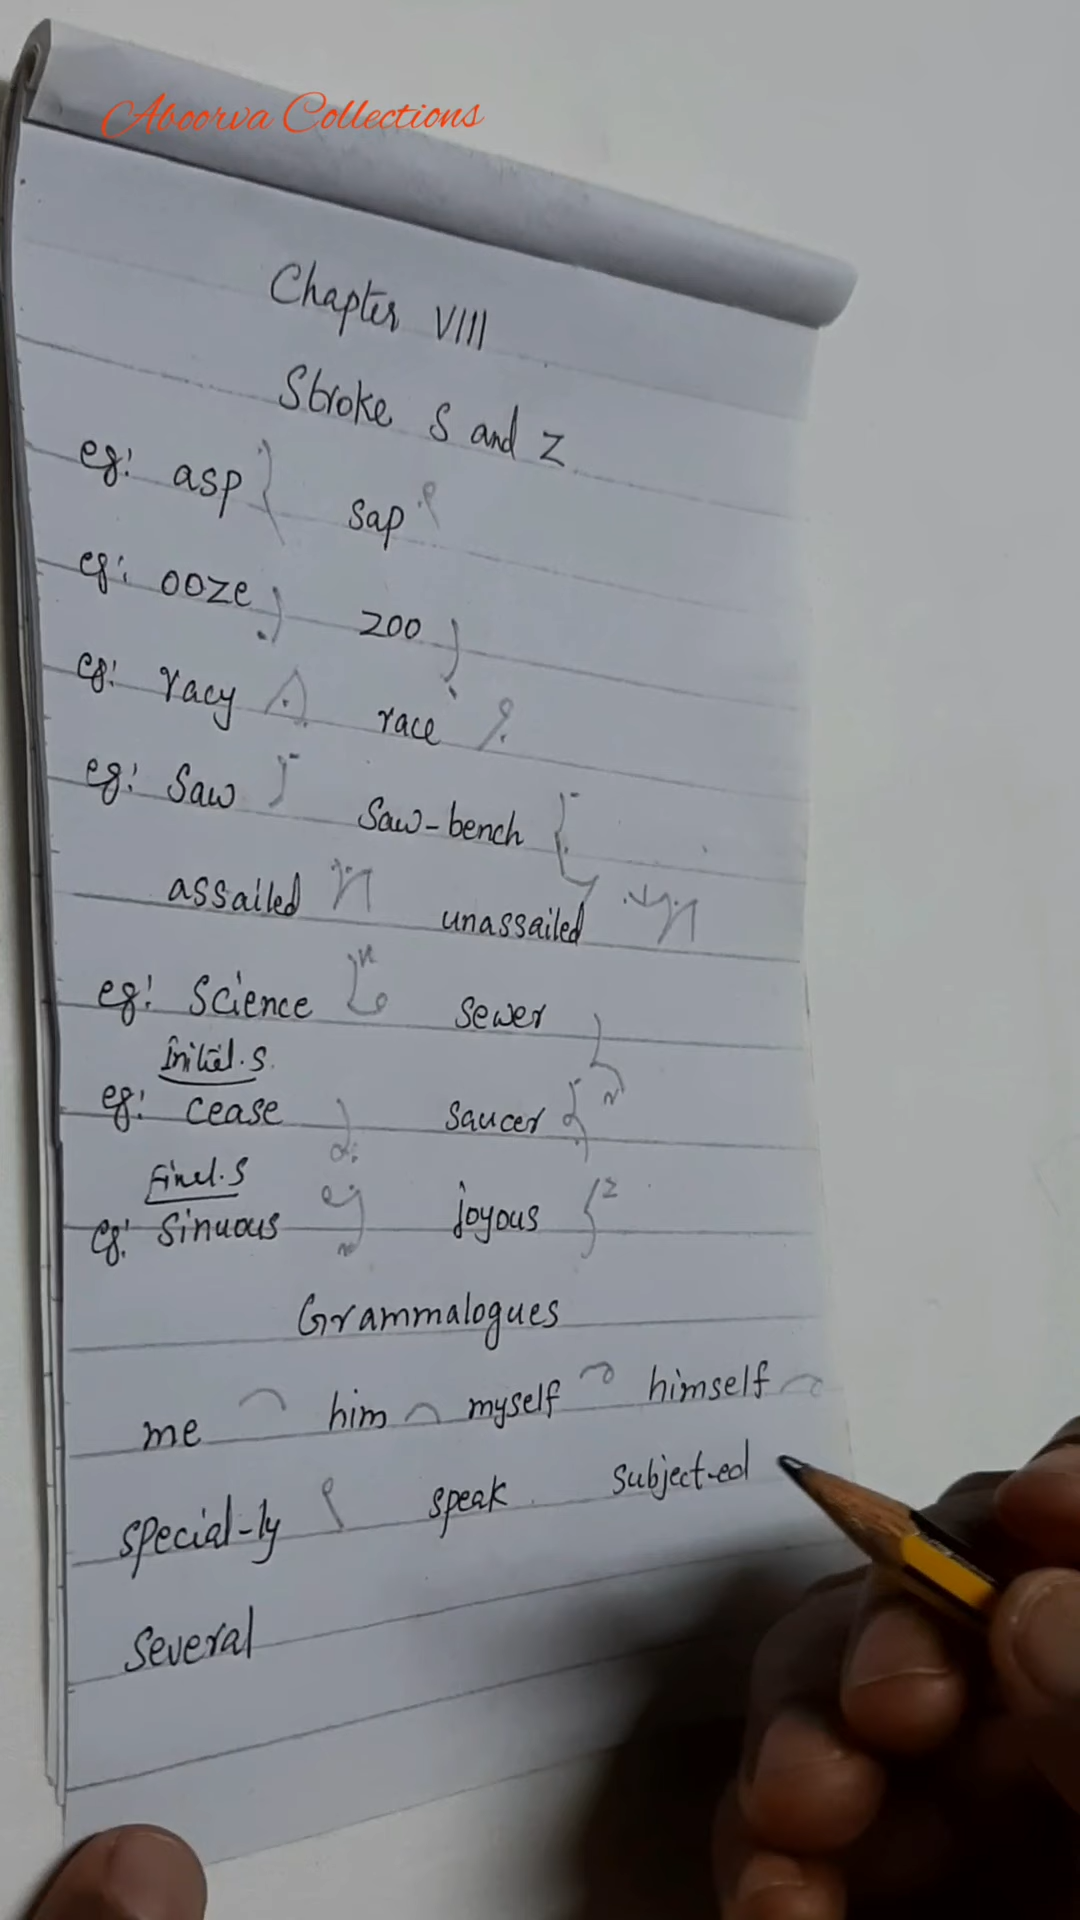 Aboorva Collections
Chapter VIII
Stroke S and Z
eg: asp sap
eg: ooze zoo
eg: racy race
eg: Saw Saw-bench
assailed unassailed
eg: Science Sewer
Initial.S.
eg: cease saucer
Final.S
eg: Sinuous joyous
Grammalogues
me him myself himself
special-ly speak subject-ed
Several